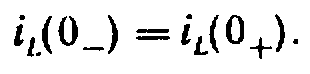 i_L(0_−) = i_L(0_+).